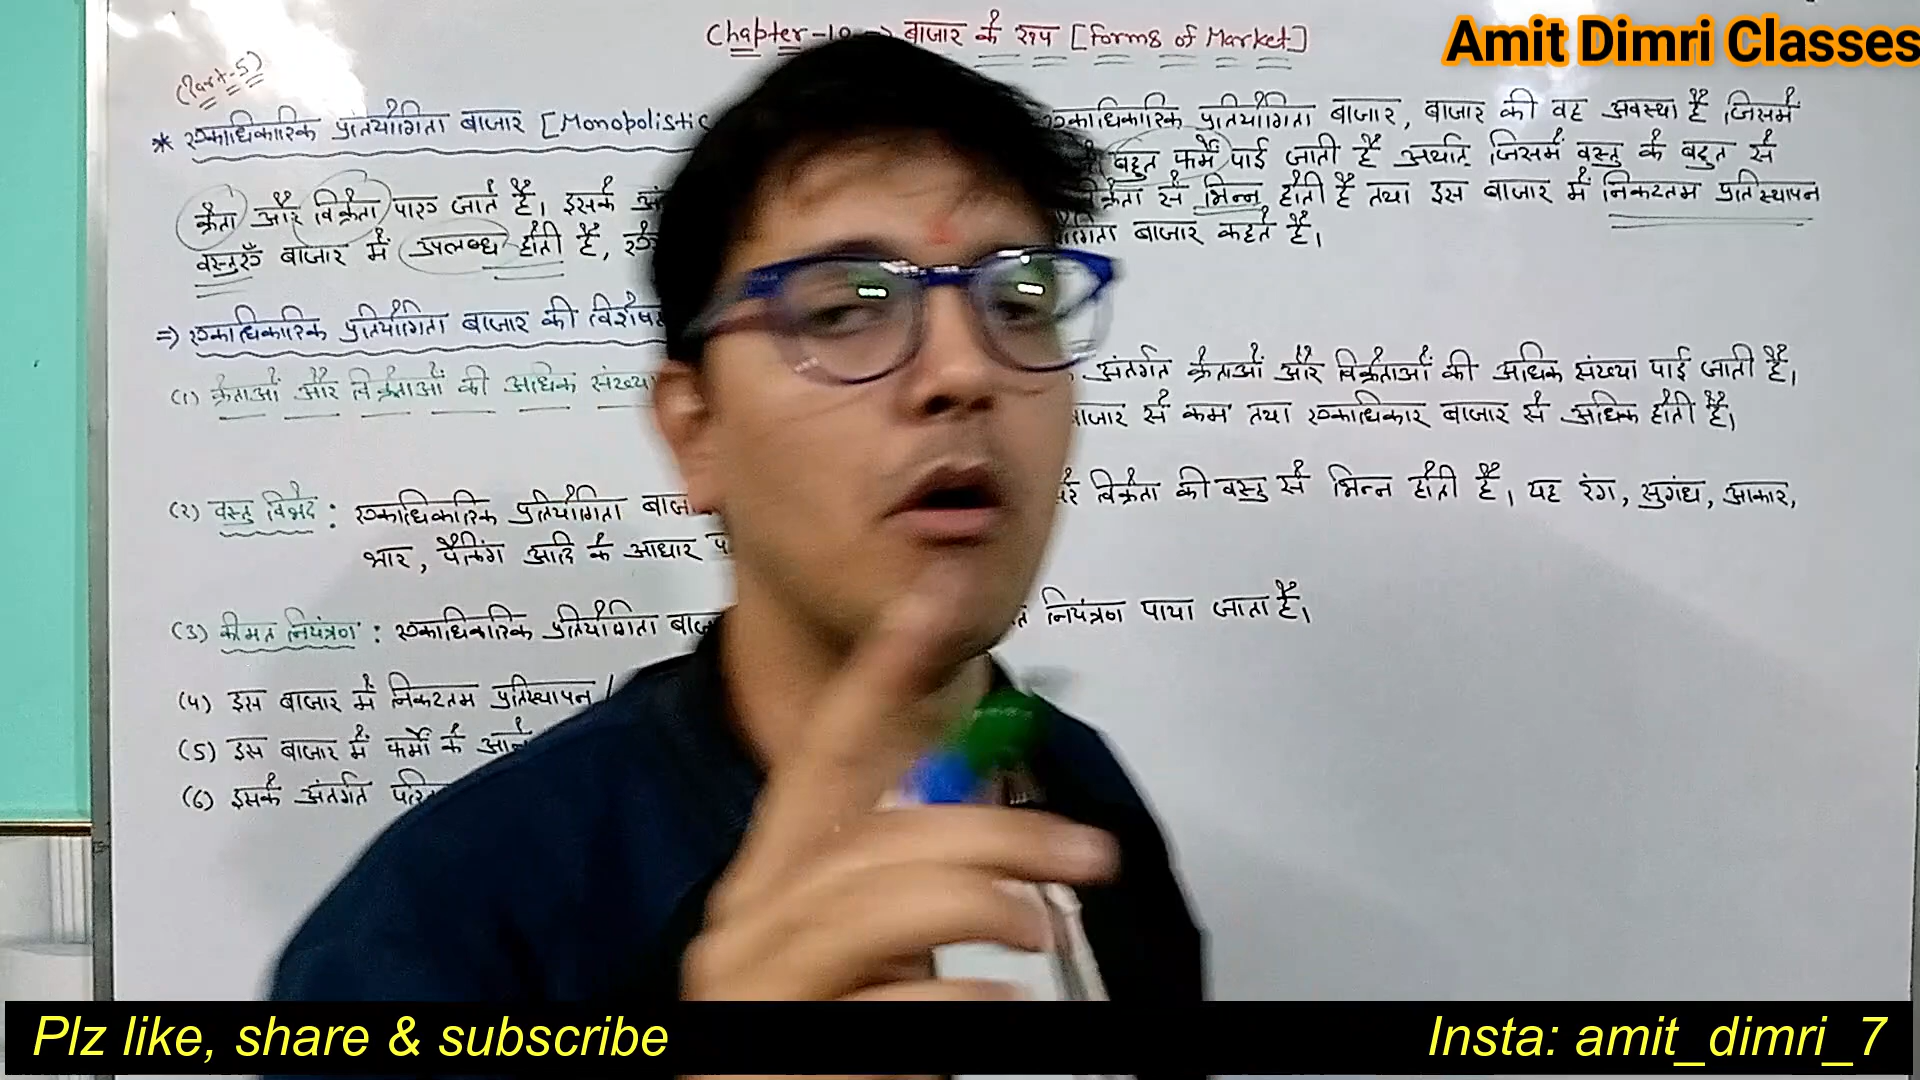 Chapter-10 → बाजार के रूप [Forms of Market]
Amit Dimri Classes
(Part-5)
* एकाधिकारिक प्रतियोगिता बाजार [Monopolistic एकाधिकारिक प्रतियोगिता बाजार, बाजार की वह अवस्था है जिसमें
बहुत फर्में पाई जाती हैं अर्थात् जिसमें वस्तु के बहुत से
क्रेता और विक्रेता पाए जाते हैं। इसके विक्रेता से भिन्न होती है तथा इस बाजार में निकटतम प्रतिस्थापन
वस्तुएँ बाजार में उपलब्ध होती हैं, बाजार कहते हैं।
⇒ एकाधिकारिक प्रतियोगिता बाजार की
(1) क्रेताओं और विक्रेताओं की अधिक संख्या अंतर्गत क्रेताओं और विक्रेताओं की अधिक संख्या पाई जाती है,
बाजार से कम तथा एकाधिकार बाजार से अधिक होती है।
(2) वस्तु विभेद : एकाधिकारिक प्रतियोगिता विक्रेता की वस्तु से भिन्न होती है, यह रंग, सुगंध, आकार,
भार, पैकिंग आदि के आधार
(3) कीमत नियंत्रण : एकाधिकारिक प्रतियोगिता नियंत्रण पाया जाता है।
(4) इस बाजार में निकटतम प्रतिस्थापन
(5) इस बाजार में फर्मों के
(6) इसके अंतर्गत
Plz like, share & subscribe
Insta: amit_dimri_7